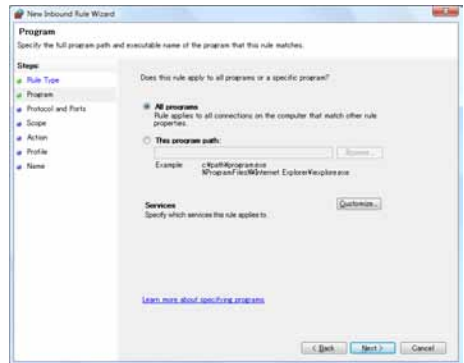 New Inbound Rule Wizard
Program
Specify the full program path and executable name of the program that this rule matches.
Steps:
Rule Type
Program
Protocol and Ports
Scope
Action
Profile
Name
Does this rule apply to all programs or a specific program?
All programs
Rule applies to all connections on the computer that match other rule
properties.
This program path:
Browse...
Example:
c:¥path¥program.exe
%ProgramFiles%¥Internet Explorer¥iexplore.exe
Services
Customize...
Specify which services this rule applies to.
Learn more about specifying programs
< Back
Next >
Cancel